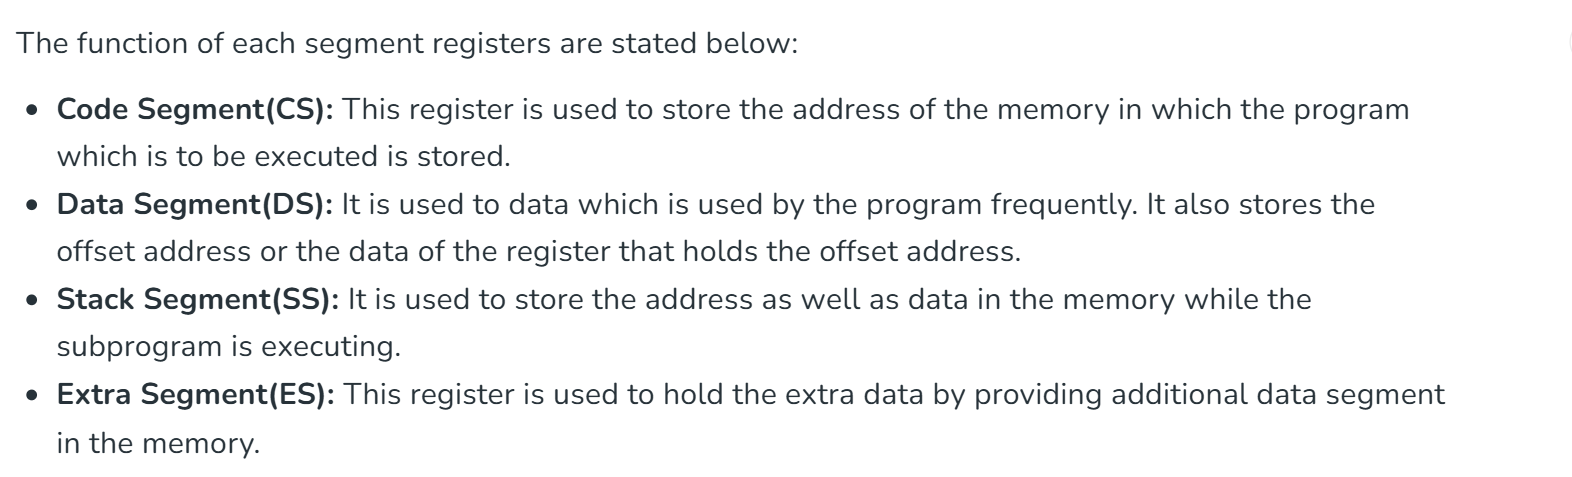 The function of each segment registers are stated below:
• Code Segment(CS): This register is used to store the address of the memory in which the program
which is to be executed is stored.
• Data Segment(DS): It is used to data which is used by the program frequently. It also stores the
offset address or the data of the register that holds the offset address.
• Stack Segment(SS): It is used to store the address as well as data in the memory while the
subprogram is executing.
• Extra Segment(ES): This register is used to hold the extra data by providing additional data segment
in the memory.